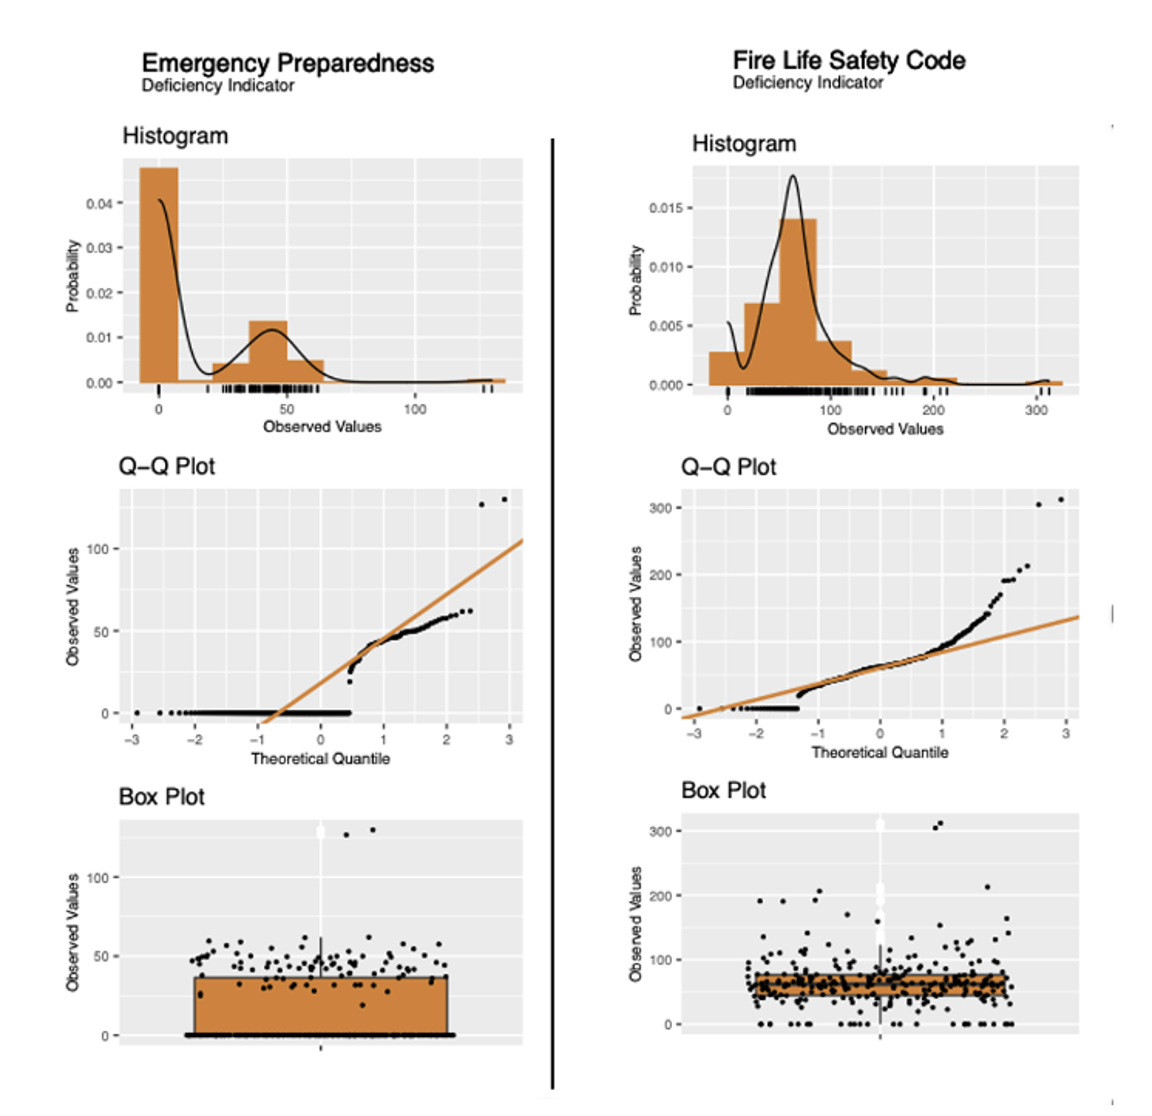 Emergency Preparedness
Deficiency Indicator
Histogram
Probability
0.04
0.03
0.02
0.01
0.00
0 50 100
Observed Values
Q−Q Plot
Observed Values
100
50
0
−3 −2 −1 0 1 2 3
Theoretical Quantile
Box Plot
Observed Values
100
50
0
Fire Life Safety Code
Deficiency Indicator
Histogram
Probability
0.015
0.010
0.005
0.000
0 100 200 300
Observed Values
Q−Q Plot
Observed Values
300
200
100
0
−3 −2 −1 0 1 2 3
Theoretical Quantile
Box Plot
Observed Values
300
200
100
0